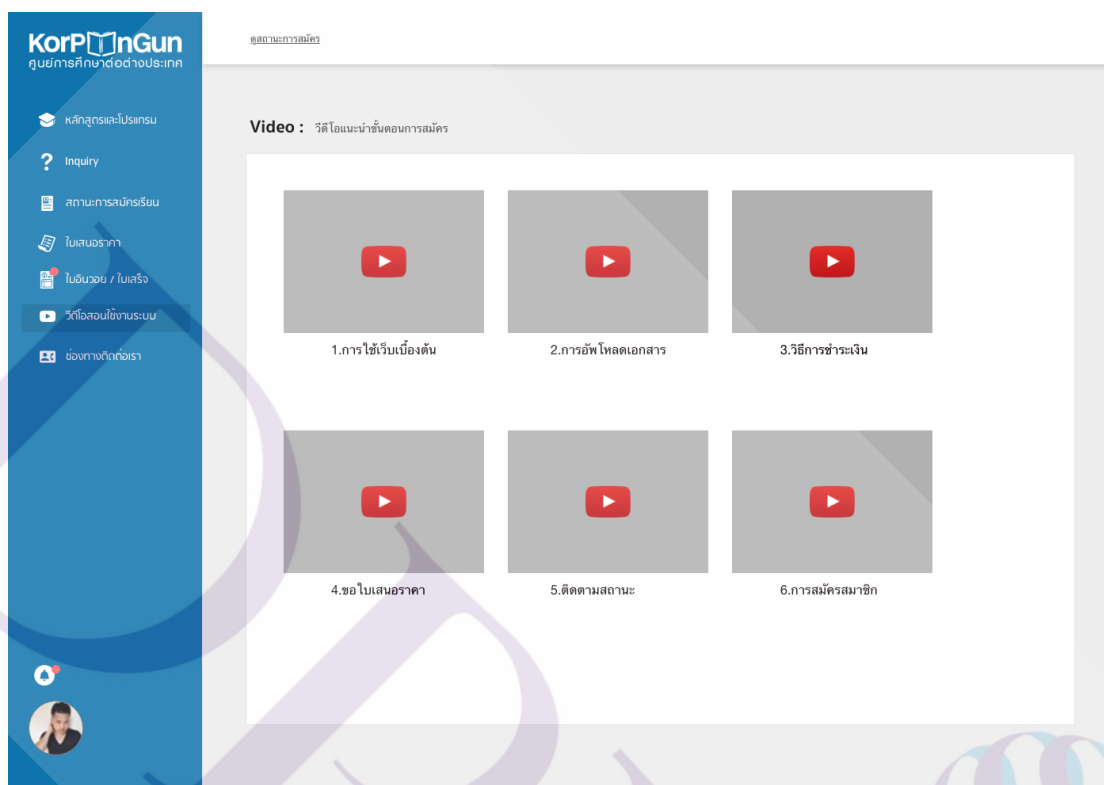 KorPunGun
ศูนย์การศึกษาต่อต่างประเทศ
หลักสูตรและโปรแกรม
Inquiry
สถานะการสมัครเรียน
ใบเสนอราคา
ใบอินวอย / ใบเสร็จ
วีดีโอสอนใช้งานระบบ
ช่องทางติดต่อเรา
ดูสถานะการสมัคร
Video : วีดีโอแนะนำขั้นตอนการสมัคร
1.การใช้เว็บเบื้องต้น
2.การอัพโหลดเอกสาร
3.วิธีการชำระเงิน
4.ขอใบเสนอราคา
5.ติดตามสถานะ
6.การสมัครสมาชิก